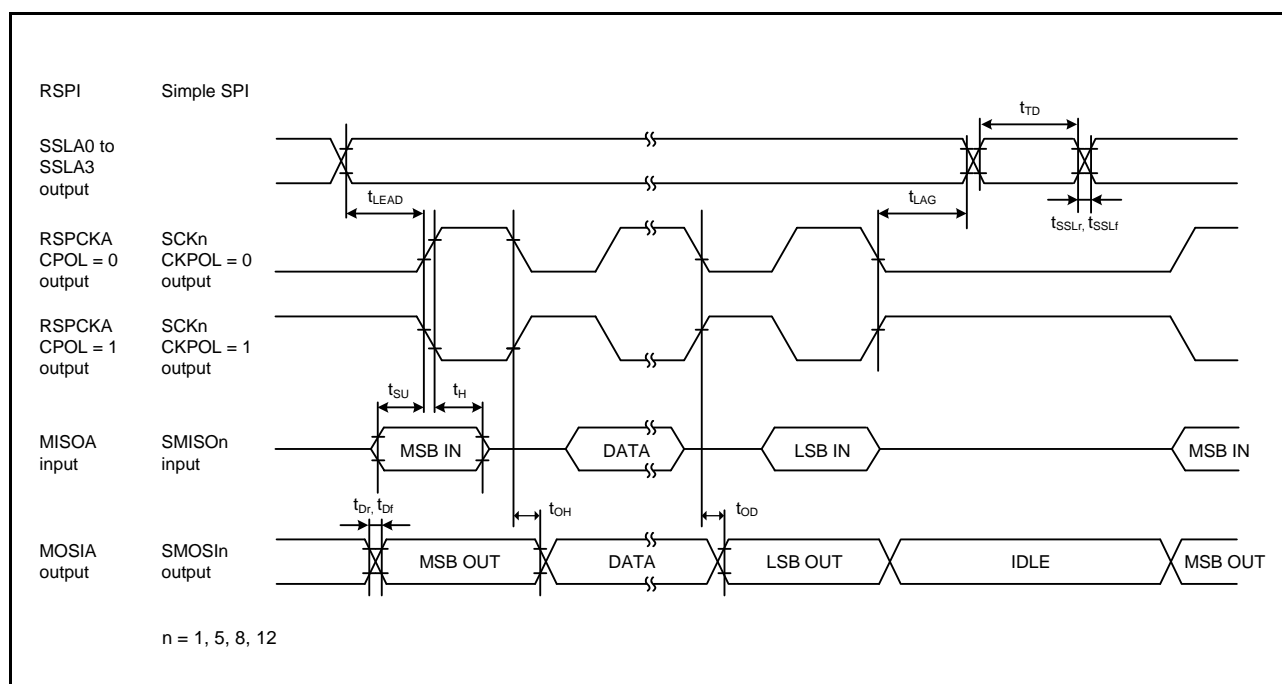 RSPI Simple SPI
tTD
SSLA0 to
SSLA3
output
tLEAD
tLAG
tSSLr, tSSLf
RSPCKA SCKn
CPOL = 0 CKPOL = 0
output output
RSPCKA SCKn
CPOL = 1 CKPOL = 1
output output
tSU tH
MISOA SMISOn
input input
MSB IN DATA LSB IN MSB IN
tDr, tDf
tOH tOD
MOSIA SMOSIn
output output
MSB OUT DATA LSB OUT IDLE MSB OUT
n = 1, 5, 8, 12